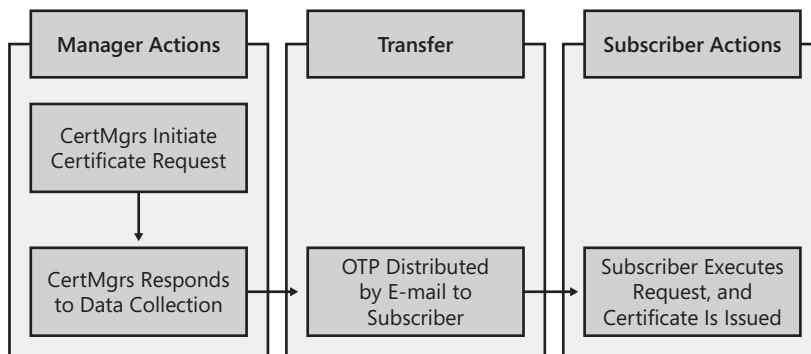 Manager Actions
Transfer
Subscriber Actions
CertMgrs Initiate
Certificate Request
CertMgrs Responds
to Data Collection
OTP Distributed
by E-mail to
Subscriber
Subscriber Executes
Request, and
Certificate Is Issued